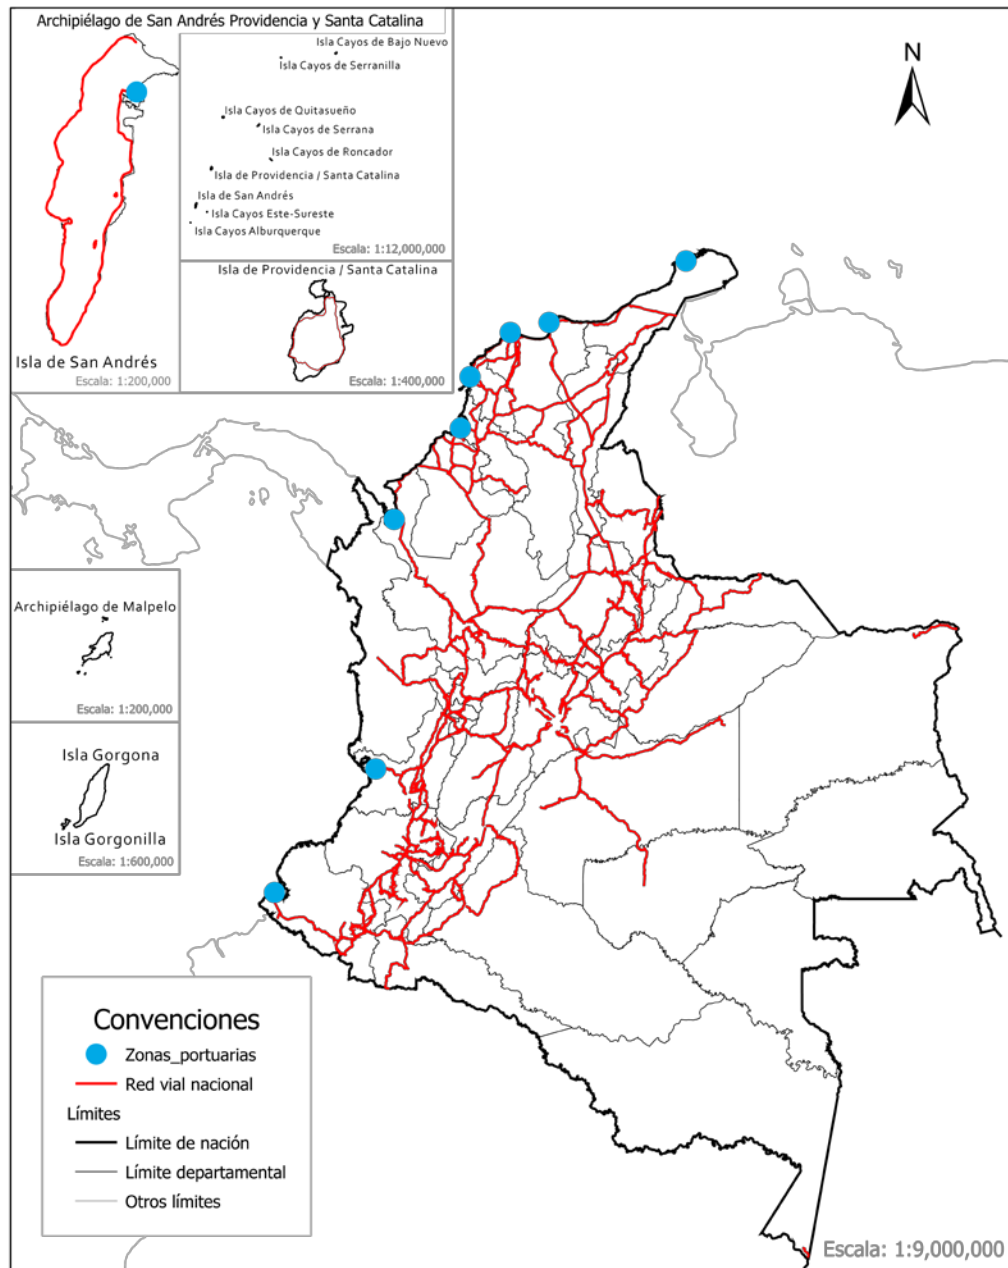 Archipiélago de San Andrés Providencia y Santa Catalina
Isla Cayos de Bajo Nuevo
Isla Cayos de Serranilla
Isla Cayos de Quitasueño
Isla Cayos de Serrana
Isla Cayos de Roncador
Isla de Providencia / Santa Catalina
Isla de San Andrés
Isla Cayos Este-Sureste
Isla Cayos Alburquerque
Escala: 1:12,000,000
Isla de Providencia / Santa Catalina
Escala: 1:400,000
Isla de San Andrés
Escala: 1:200,000
N
Archipiélago de Malpelo
Escala: 1:200,000
Isla Gorgona
Isla Gorgonilla
Escala: 1:600,000
Convenciones
Zonas_portuarias
Red vial nacional
Límites
Límite de nación
Límite departamental
Otros límites
Escala: 1:9,000,000